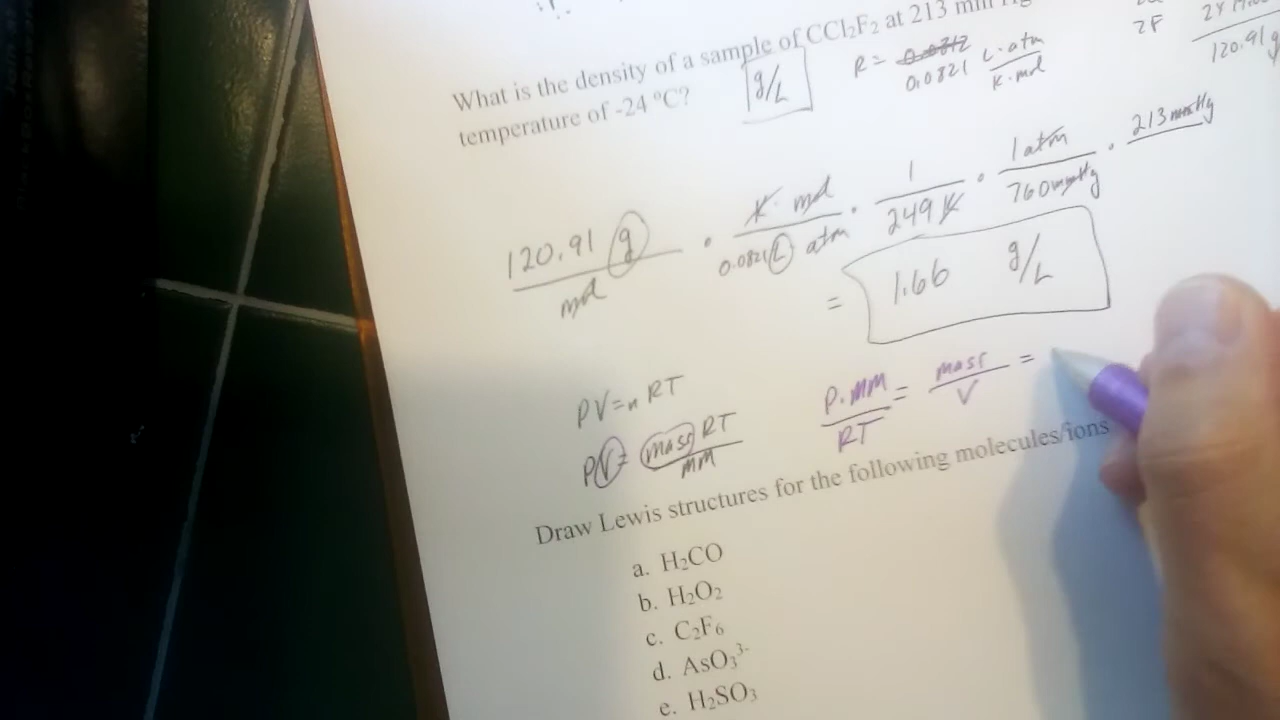 What is the density of a sample of CCl₂F₂ at 213 mm
temperature of -24 °C? g/L
R = 0.0821 L·atm / K·mol
2F
120.91 g
120.91 g / mol · K· mol / 0.0821 L atm · 1 / 249 K · 1 atm / 760 mmHg · 213 mmHg
= 1.66 g/L
PV = nRT
PV = mass RT / MM
P·MM / RT = mass / V =
Draw Lewis structures for the following molecules/ions
a. H₂CO
b. H₂O₂
c. C₂F₆
d. AsO₃³⁻
e. H₂SO₃